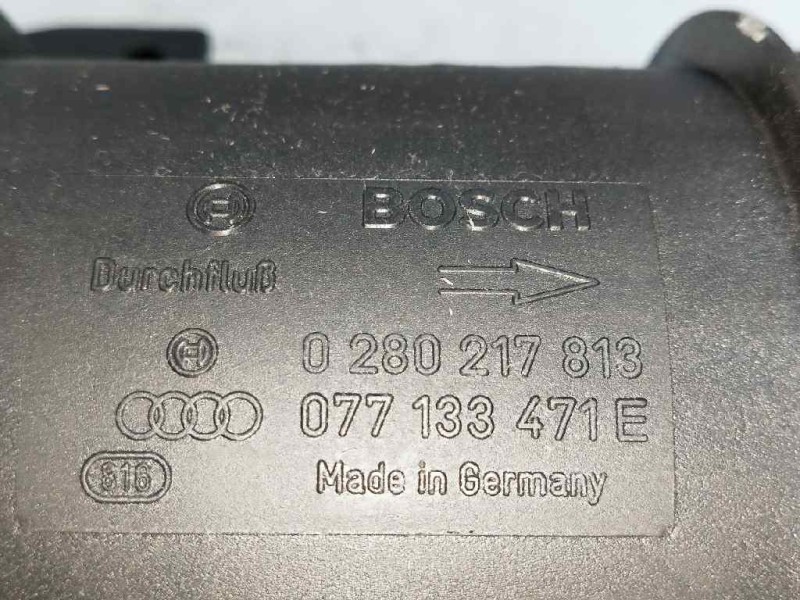 BOSCH
Durchfluß
0 280 217 813
077 133 471 E
816 Made in Germany